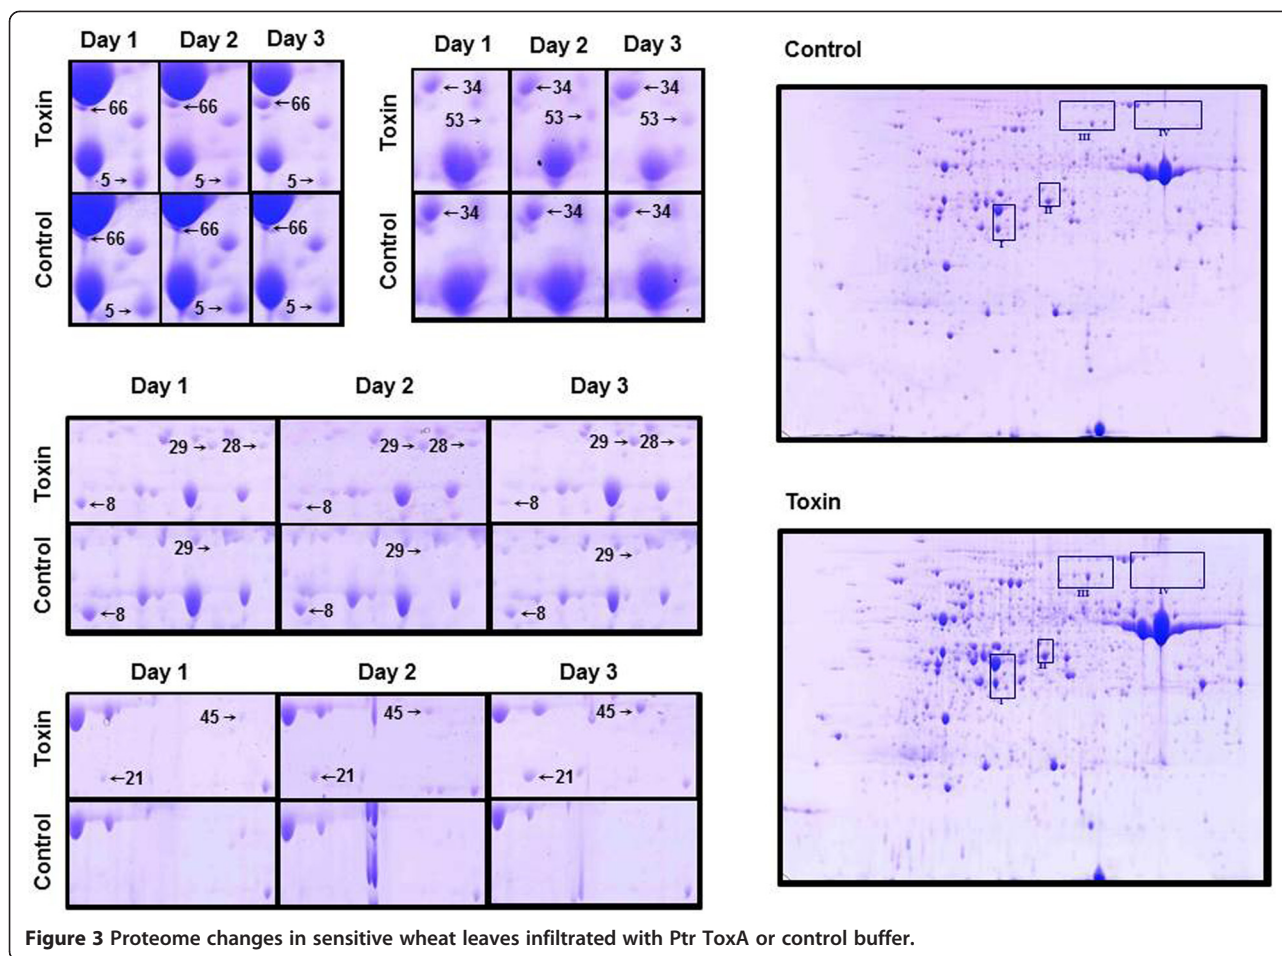 Day 1 Day 2 Day 3
Toxin
←66 ←66 ←66
5→ 5→ 5→
Control
←66 ←66 ←66
5→ 5→ 5→
Day 1 Day 2 Day 3
Toxin
←34 ←34 ←34
53→ 53→ 53→
Control
←34 ←34 ←34
Control
III IV
II
I
Day 1 Day 2 Day 3
Toxin
29→ 28→ 29→ 28→ 29→ 28→
←8 ←8 ←8
Control
29→ 29→ 29→
←8 ←8 ←8
Toxin
III IV
II
I
Day 1 Day 2 Day 3
Toxin
45→ 45→ 45→
←21 ←21 ←21
Control
Figure 3 Proteome changes in sensitive wheat leaves infiltrated with Ptr ToxA or control buffer.